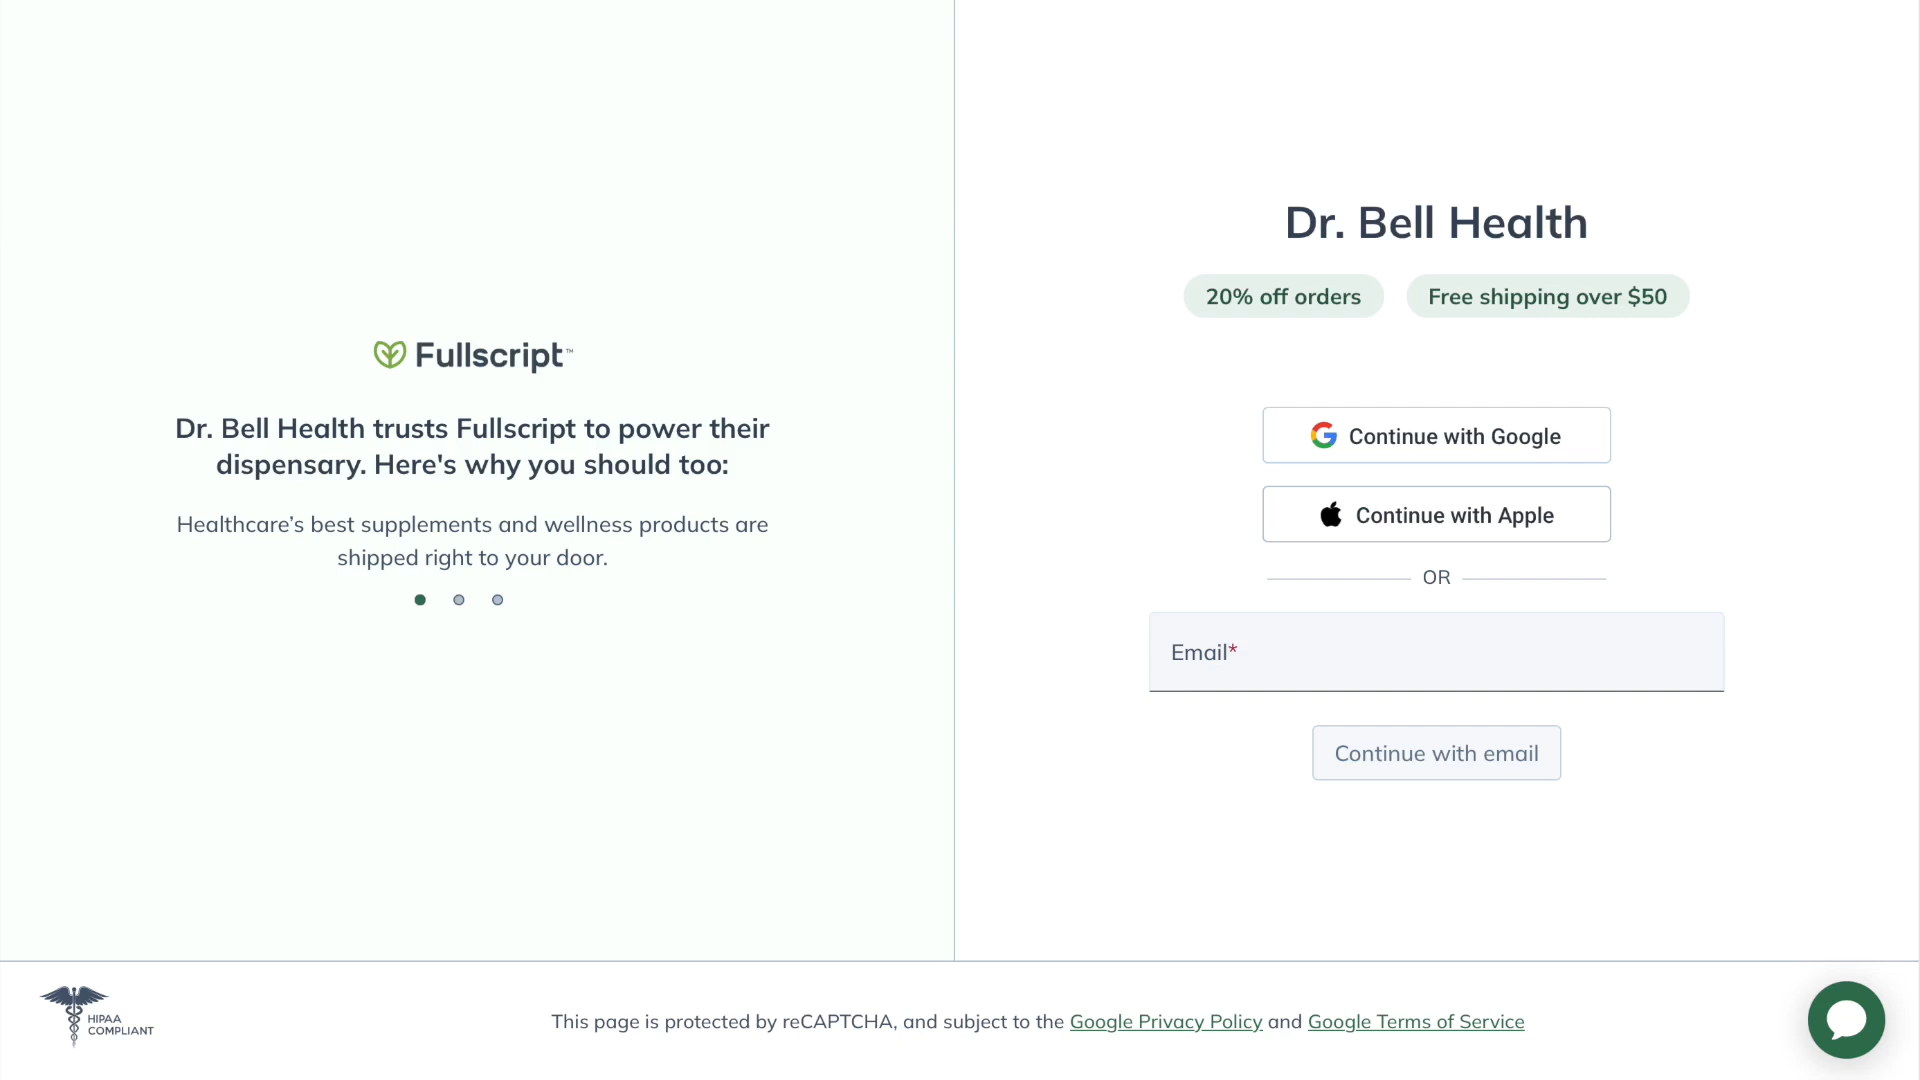 Fullscript™
Dr. Bell Health trusts Fullscript to power their
dispensary. Here's why you should too:
Healthcare’s best supplements and wellness products are
shipped right to your door.
Dr. Bell Health
20% off orders
Free shipping over $50
Continue with Google
Continue with Apple
OR
Email*
Continue with email
HIPAA
COMPLIANT
This page is protected by reCAPTCHA, and subject to the Google Privacy Policy and Google Terms of Service